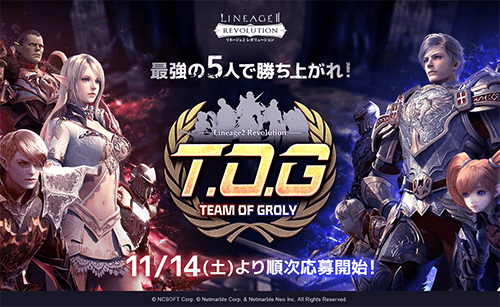 LINEAGE II
REVOLUTION
リネージュ2 レボリューション
最強の5人で勝ち上がれ!
Lineage2 Revolution
T.O.G
TEAM OF GROLY
11/14(土)より順次応募開始!
© NCSOFT Corp. © Netmarble Corp. & Netmarble Neo Inc. All Rights Reserved.